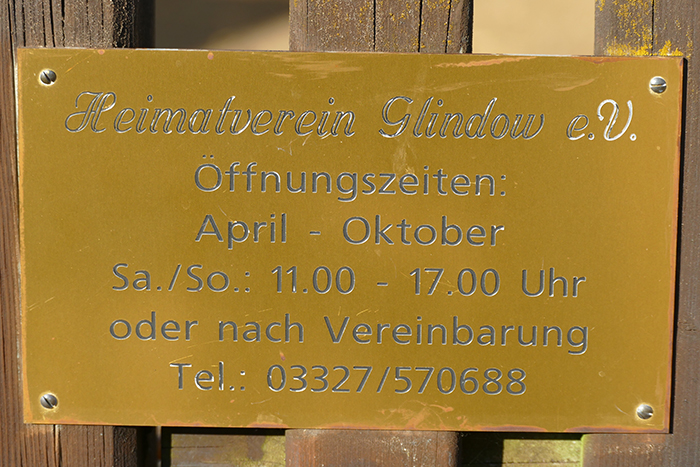 Heimatverein Glindow e.V.
Öffnungszeiten:
April - Oktober
Sa./So.: 11.00 - 17.00 Uhr
oder nach Vereinbarung
Tel.: 03327/570688